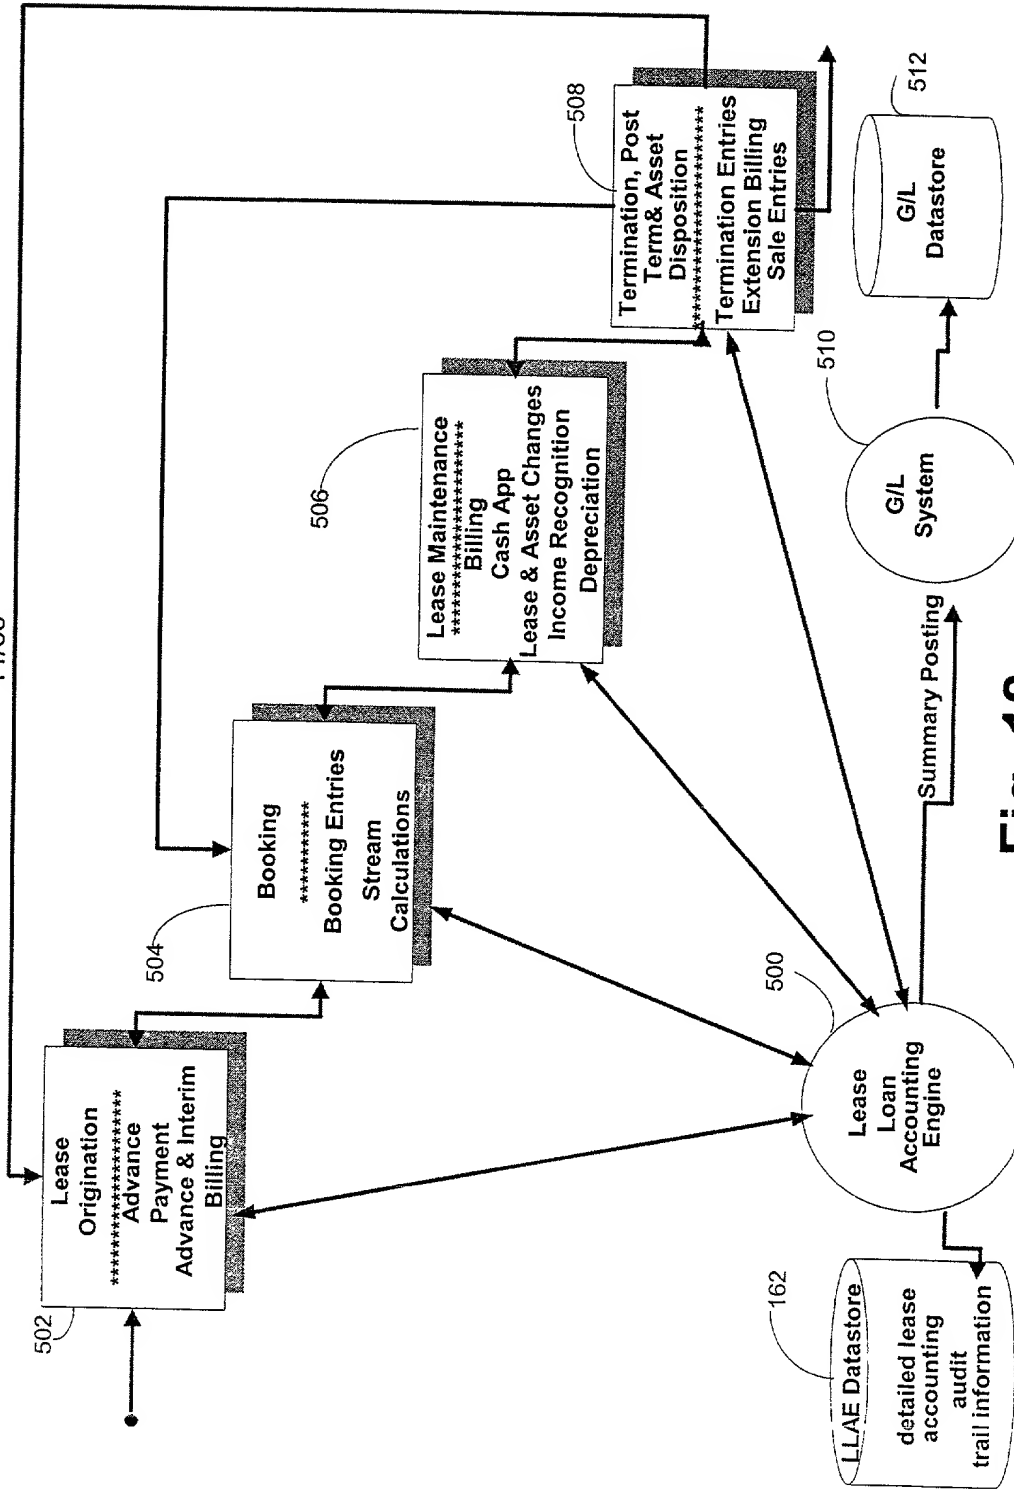 502
Lease
Origination
********************
Advance
Payment
Advance & Interim
Billing
504
Booking
***********
Booking Entries
Stream
Calculations
506
Lease Maintenance
**********************
Billing
Cash App
Lease & Asset Changes
Income Recognition
Depreciation
508
Termination, Post
Term& Asset
Disposition
**********************
Termination Entries
Extension Billing
Sale Entries
162
LLAE Datastore
detailed lease
accounting
audit
trail information
500
Lease
Loan
Accounting
Engine
Summary Posting
510
G/L
System
512
G/L
Datastore